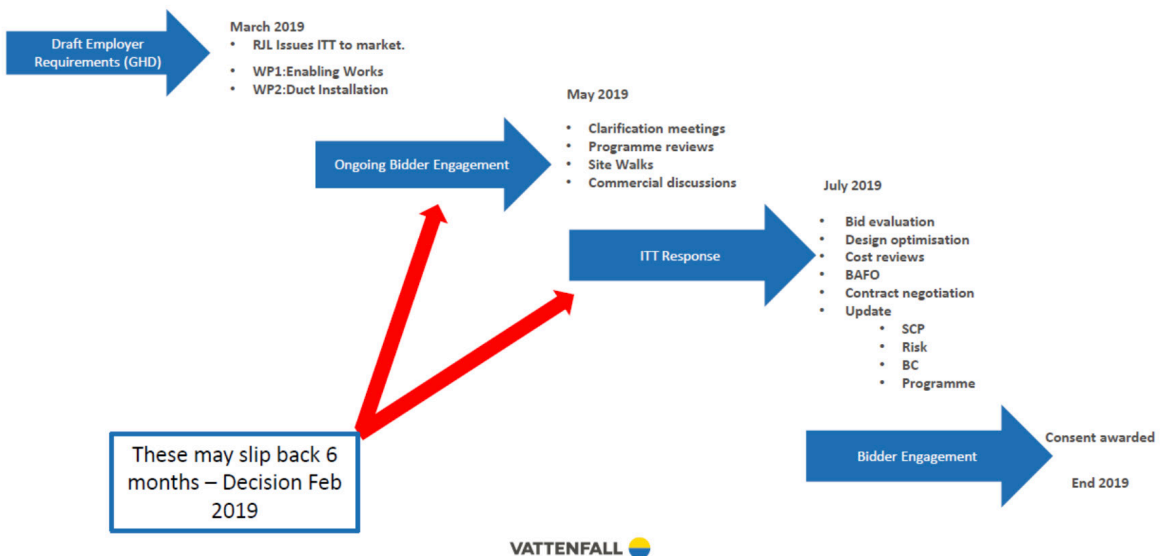 Draft Employer
Requirements (GHD)
March 2019
• RJL Issues ITT to market.
• WP1:Enabling Works
• WP2:Duct Installation
Ongoing Bidder Engagement
May 2019
• Clarification meetings
• Programme reviews
• Site Walks
• Commercial discussions
ITT Response
July 2019
• Bid evaluation
• Design optimisation
• Cost reviews
• BAFO
• Contract negotiation
• Update
• SCP
• Risk
• BC
• Programme
Bidder Engagement
Consent awarded
End 2019
These may slip back 6
months – Decision Feb
2019
VATTENFALL